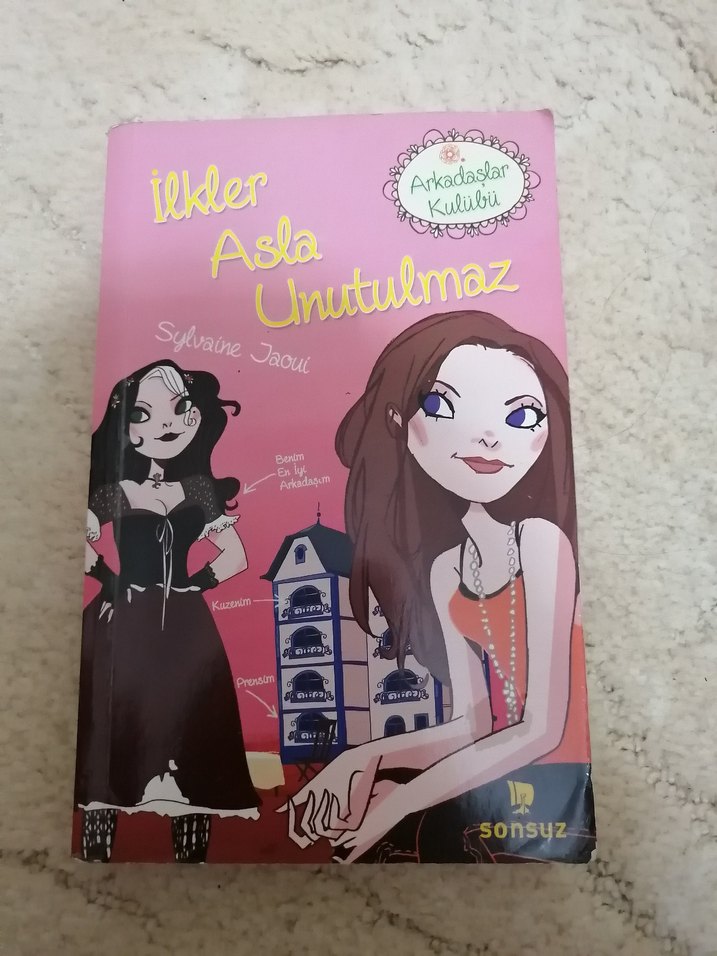 Arkadaşlar
Kulübü
İlkler
Asla
Unutulmaz
Sylvaine Jaoui
Benim
En İyi
Arkadaşım
Kuzenim
Prensim
sonsuz